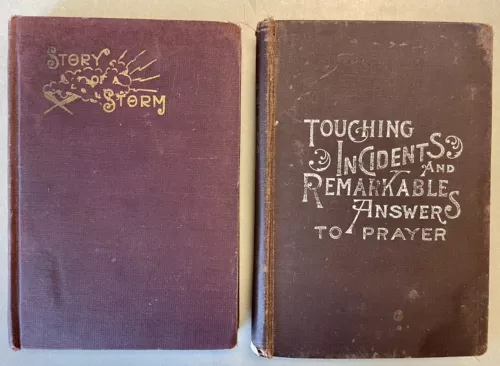 STORY
OF A
STORM
TOUCHING
INCIDENTS
AND
REMARKABLE
ANSWERS
TO PRAYER